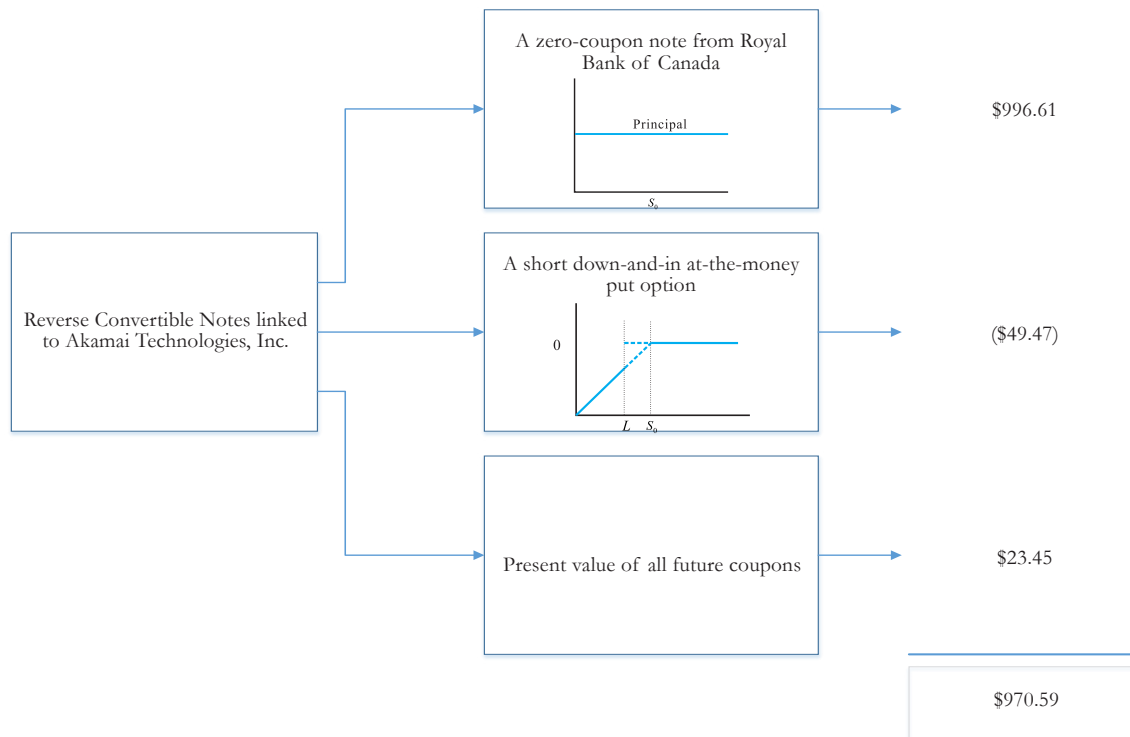 A zero-coupon note from Royal
Bank of Canada
Principal
S₀
$996.61
Reverse Convertible Notes linked
to Akamai Technologies, Inc.
A short down-and-in at-the-money
put option
0
L S₀
($49.47)
Present value of all future coupons
$23.45
$970.59